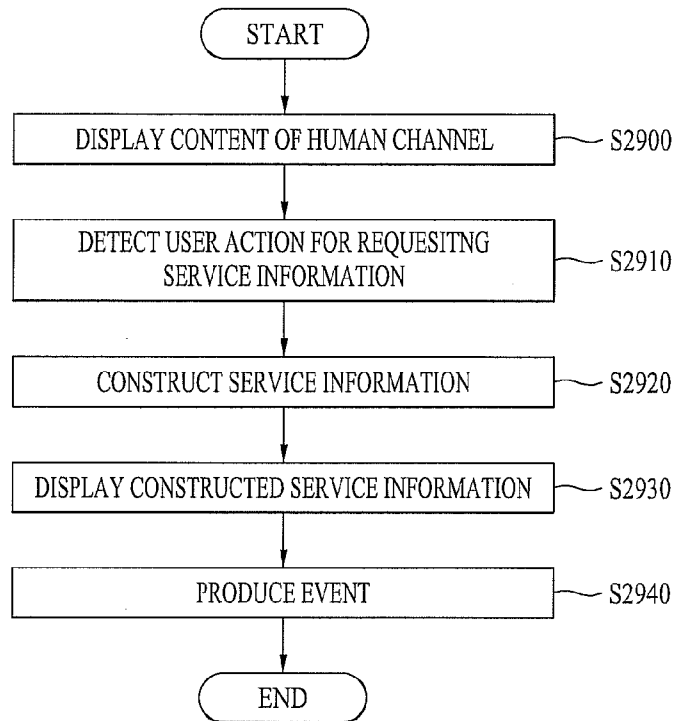 START
DISPLAY CONTENT OF HUMAN CHANNEL
S2900
DETECT USER ACTION FOR REQUESITNG
SERVICE INFORMATION
S2910
CONSTRUCT SERVICE INFORMATION
S2920
DISPLAY CONSTRUCTED SERVICE INFORMATION
S2930
PRODUCE EVENT
S2940
END